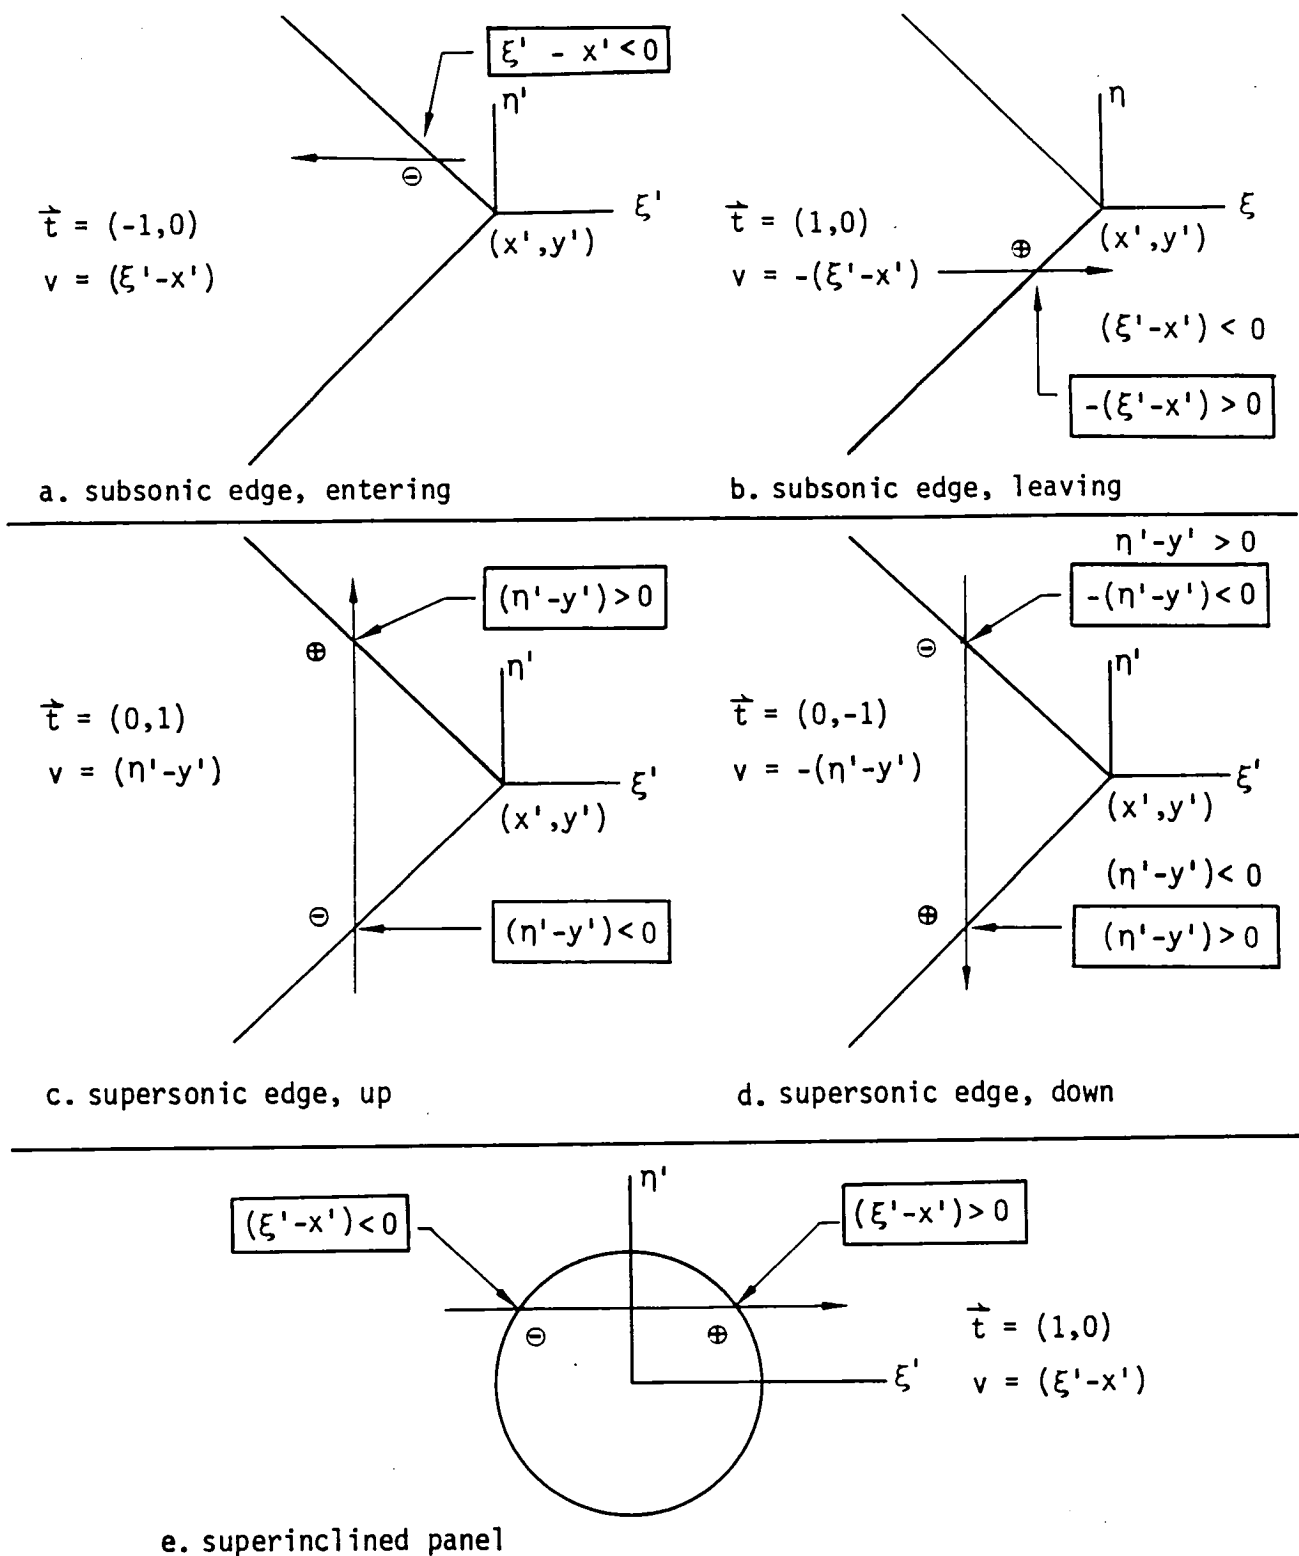 ξ' - x' < 0
η'
⊖
ξ'
t⃗ = (-1,0)
(x',y')
v = (ξ'-x')
a. subsonic edge, entering
η
ξ
t⃗ = (1,0)
(x',y')
⊕
v = -(ξ'-x')
(ξ'-x') < 0
-(ξ'-x') > 0
b. subsonic edge, leaving
(η'-y') > 0
⊕
η'
t⃗ = (0,1)
v = (η'-y')
ξ'
(x',y')
⊖
(η'-y') < 0
c. supersonic edge, up
η'-y' > 0
-(η'-y') < 0
⊖
η'
t⃗ = (0,-1)
v = -(η'-y')
ξ'
(x',y')
(η'-y') < 0
⊕
(η'-y') > 0
d. supersonic edge, down
η'
(ξ'-x') < 0
(ξ'-x') > 0
⊖
⊕
t⃗ = (1,0)
ξ'
v = (ξ'-x')
e. superinclined panel